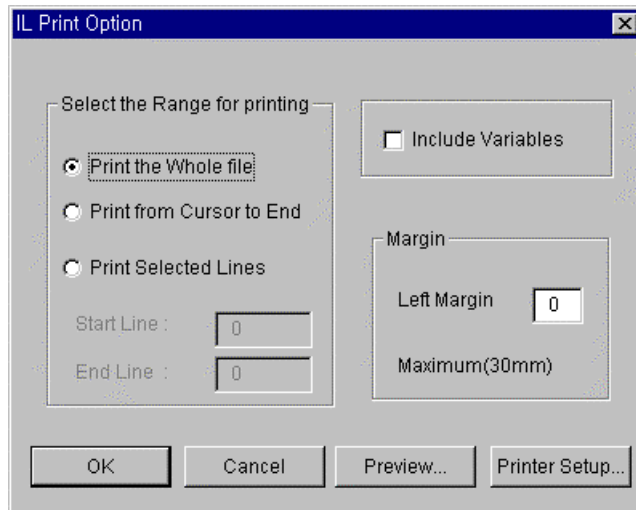 IL Print Option
Select the Range for printing
Print the Whole file
Print from Cursor to End
Print Selected Lines
Start Line : 0
End Line : 0
Include Variables
Margin
Left Margin 0
Maximum(30mm)
OK Cancel Preview... Printer Setup...